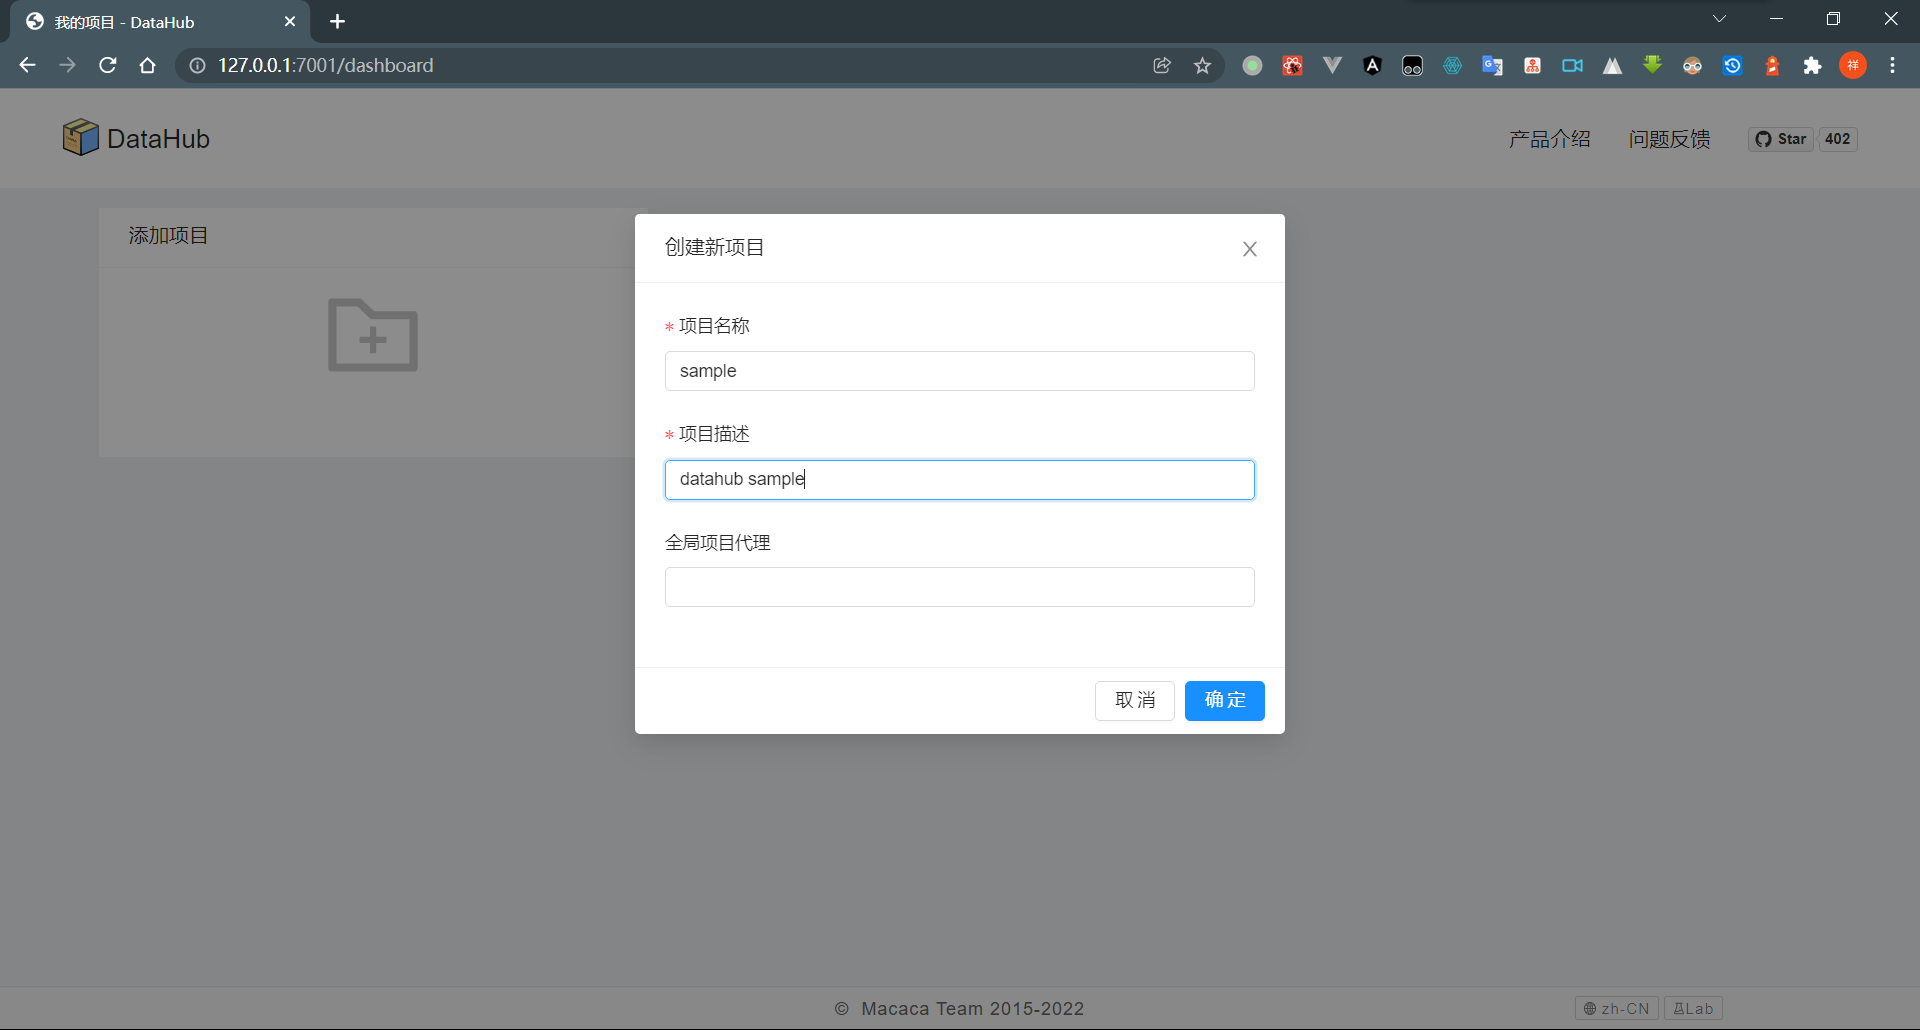 我的项目 - DataHub
127.0.0.1:7001/dashboard
祥
DataHub
产品介绍
问题反馈
Star
402
添加项目
创建新项目
* 项目名称
sample
* 项目描述
datahub sample
全局项目代理
取 消
确 定
© Macaca Team 2015-2022
zh-CN
Lab